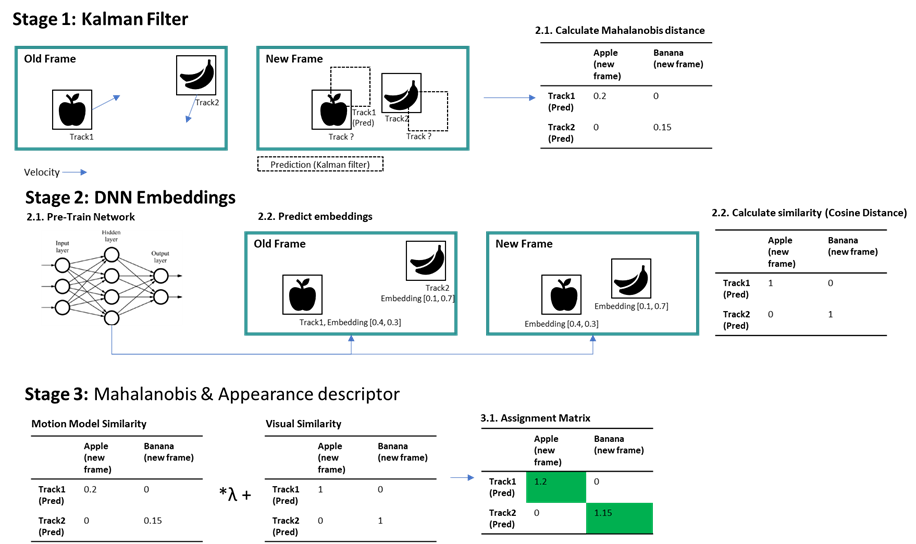 Stage 1: Kalman Filter
Old Frame
Track2
Track1
Velocity
New Frame
Track1
(Pred)
Track2
Track ?
Track ?
Prediction (Kalman filter)
2.1. Calculate Mahalanobis distance
Apple (new frame)
Banana (new frame)
Track1 (Pred) 0.2 0
Track2 (Pred) 0 0.15
Stage 2: DNN Embeddings
2.1. Pre-Train Network
Input layer
Hidden layer
Output layer
2.2. Predict embeddings
Old Frame
Track2
Embedding [0.1, 0.7]
Track1, Embedding [0.4, 0.3]
New Frame
Embedding [0.1, 0.7]
Embedding [0.4, 0.3]
2.2. Calculate similarity (Cosine Distance)
Apple (new frame)
Banana (new frame)
Track1 (Pred) 1 0
Track2 (Pred) 0 1
Stage 3: Mahalanobis & Appearance descriptor
Motion Model Similarity
Apple (new frame)
Banana (new frame)
Track1 (Pred) 0.2 0
Track2 (Pred) 0 0.15
*λ +
Visual Similarity
Apple (new frame)
Banana (new frame)
Track1 (Pred) 1 0
Track2 (Pred) 0 1
3.1. Assignment Matrix
Apple (new frame)
Banana (new frame)
Track1 (Pred) 1.2 0
Track2 (Pred) 0 1.15